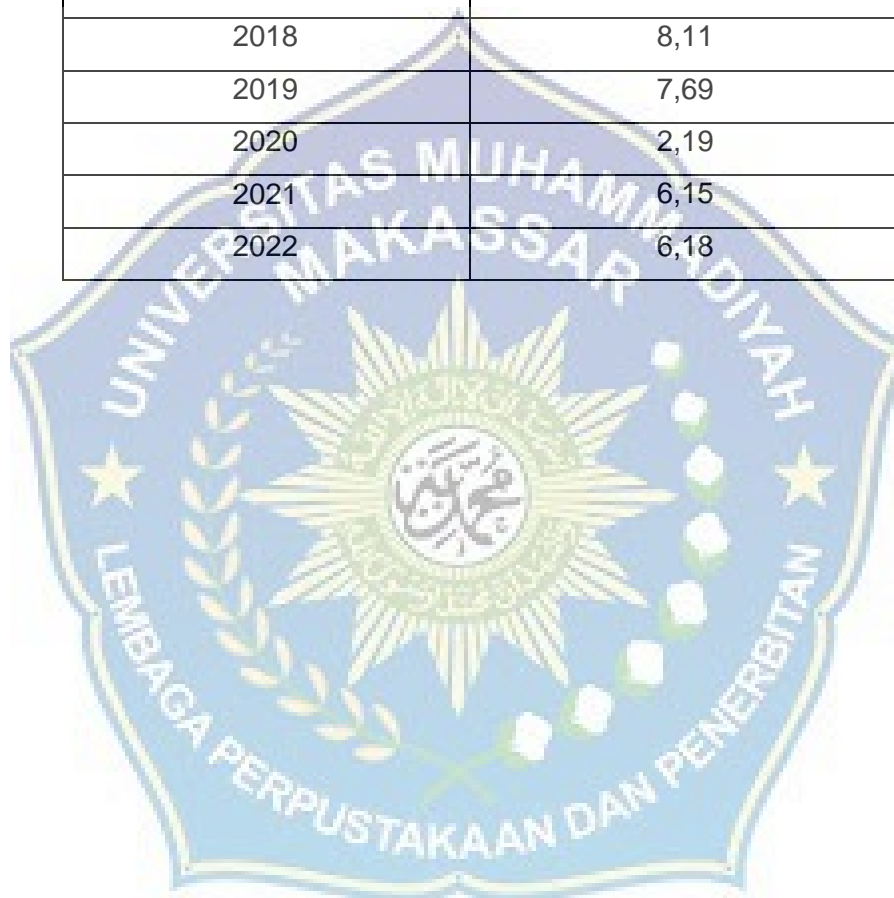 2018 8,11
2019 7,69
2020 2,19
2021 6,15
2022 6,18
UNIVERSITAS MUHAMMADIYAH
MAKASSAR
محمد
LEMBAGA PERPUSTAKAAN DAN PENERBITAN